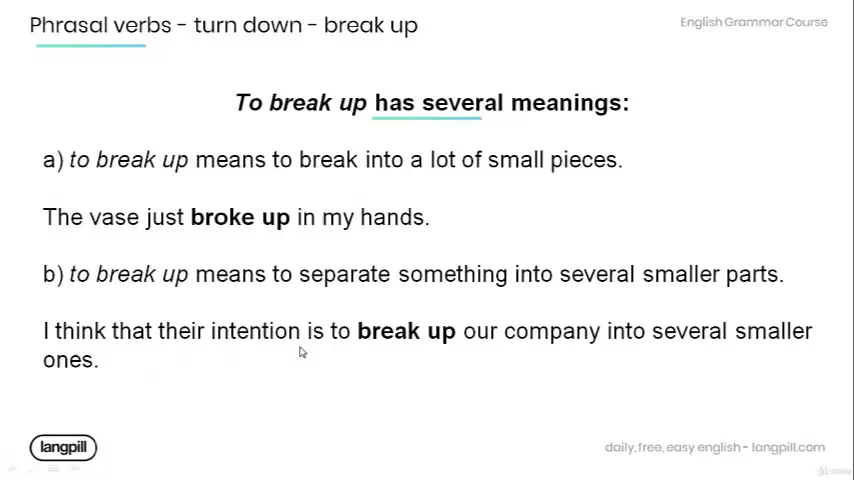 Phrasal verbs - turn down - break up
English Grammar Course
To break up has several meanings:
a) to break up means to break into a lot of small pieces.
The vase just broke up in my hands.
b) to break up means to separate something into several smaller parts.
I think that their intention is to break up our company into several smaller
ones.
langpill
daily, free, easy english - langpill.com